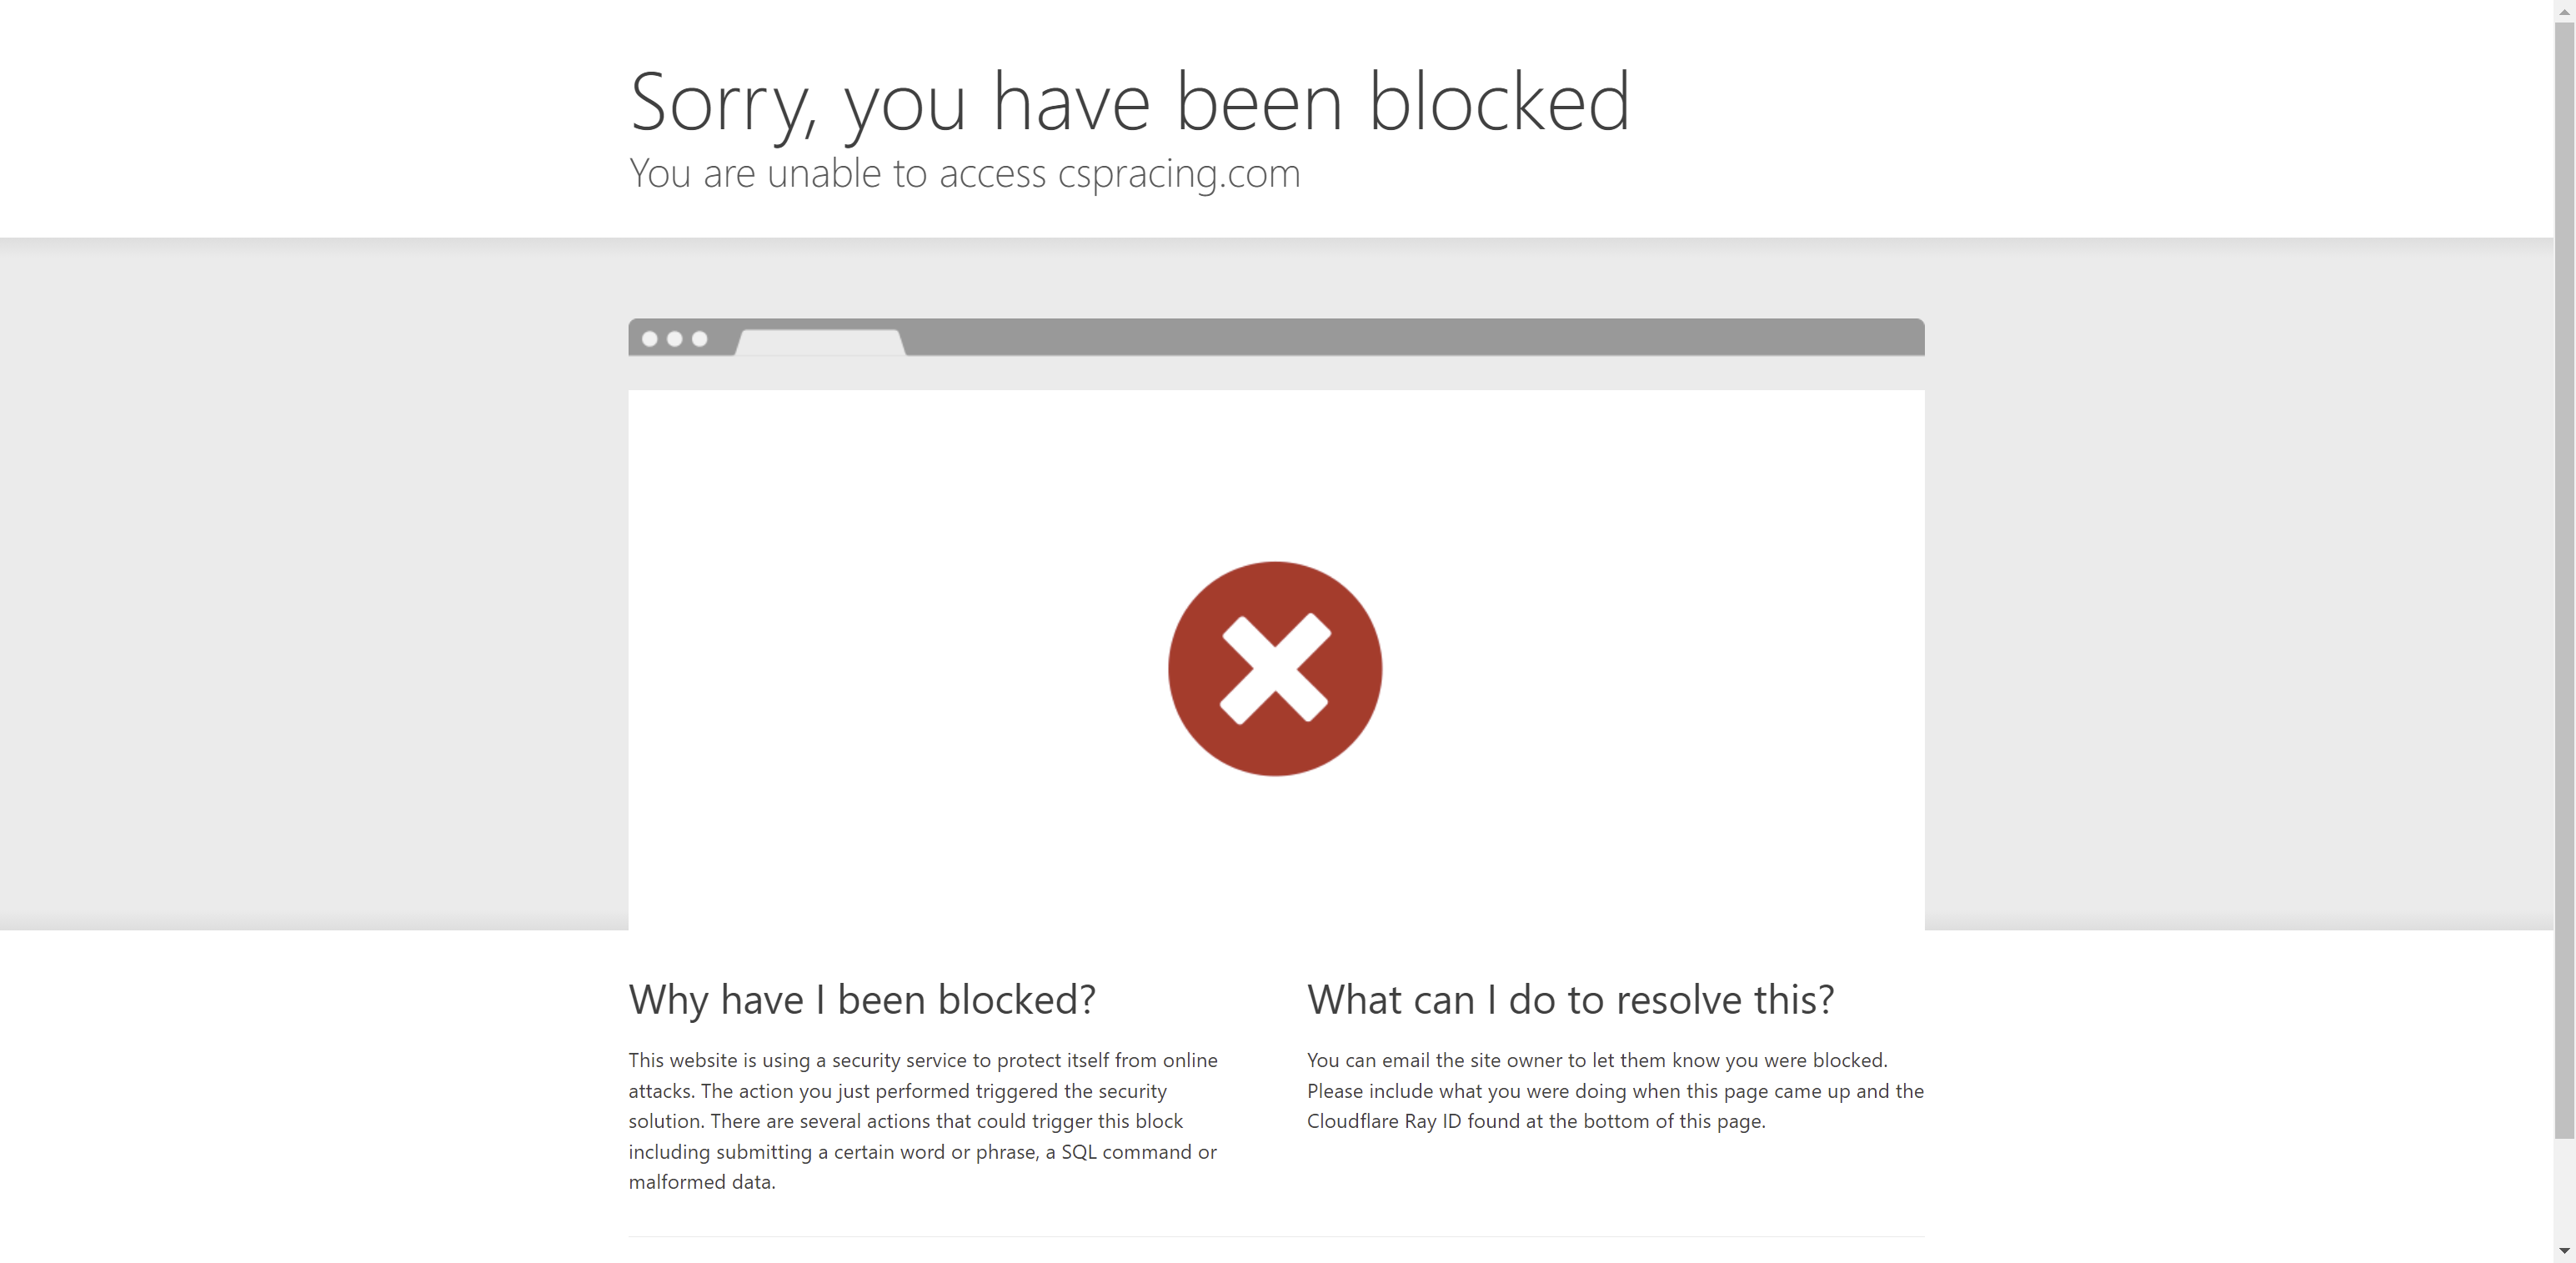 Sorry, you have been blocked
You are unable to access cspracing.com
Why have I been blocked?
This website is using a security service to protect itself from online
attacks. The action you just performed triggered the security
solution. There are several actions that could trigger this block
including submitting a certain word or phrase, a SQL command or
malformed data.
What can I do to resolve this?
You can email the site owner to let them know you were blocked.
Please include what you were doing when this page came up and the
Cloudflare Ray ID found at the bottom of this page.